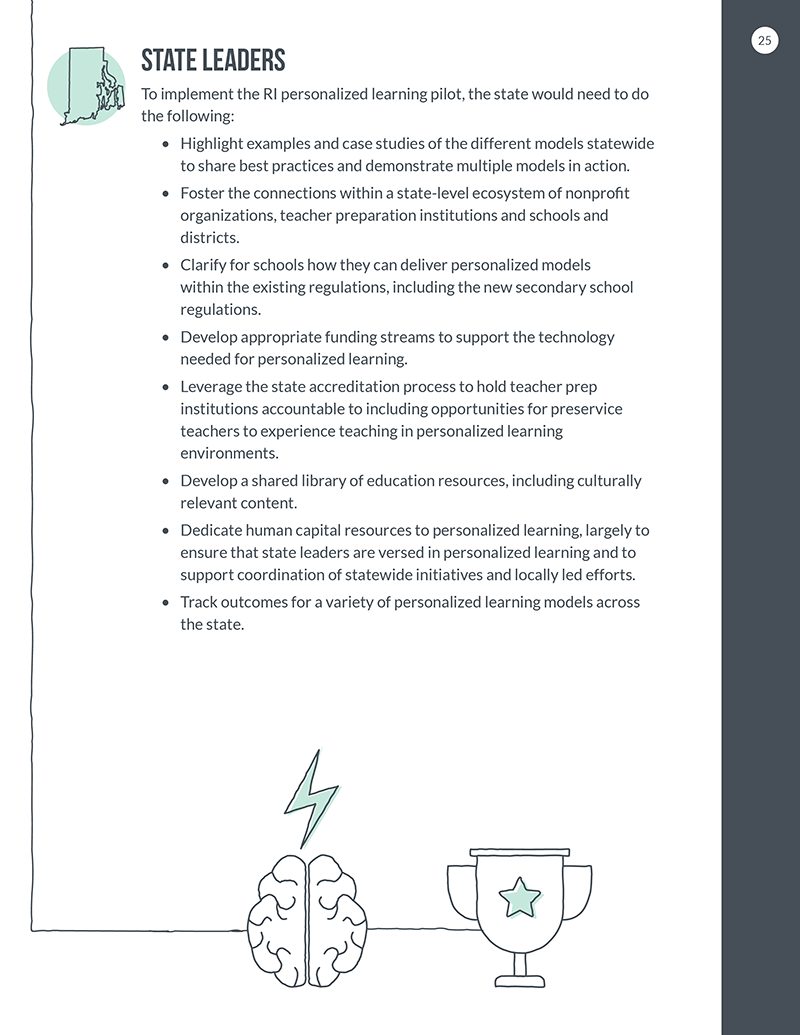 25
STATE LEADERS
To implement the RI personalized learning pilot, the state would need to do
the following:
• Highlight examples and case studies of the different models statewide
to share best practices and demonstrate multiple models in action.
• Foster the connections within a state-level ecosystem of nonprofit
organizations, teacher preparation institutions and schools and
districts.
• Clarify for schools how they can deliver personalized models
within the existing regulations, including the new secondary school
regulations.
• Develop appropriate funding streams to support the technology
needed for personalized learning.
• Leverage the state accreditation process to hold teacher prep
institutions accountable to including opportunities for preservice
teachers to experience teaching in personalized learning
environments.
• Develop a shared library of education resources, including culturally
relevant content.
• Dedicate human capital resources to personalized learning, largely to
ensure that state leaders are versed in personalized learning and to
support coordination of statewide initiatives and locally led efforts.
• Track outcomes for a variety of personalized learning models across
the state.